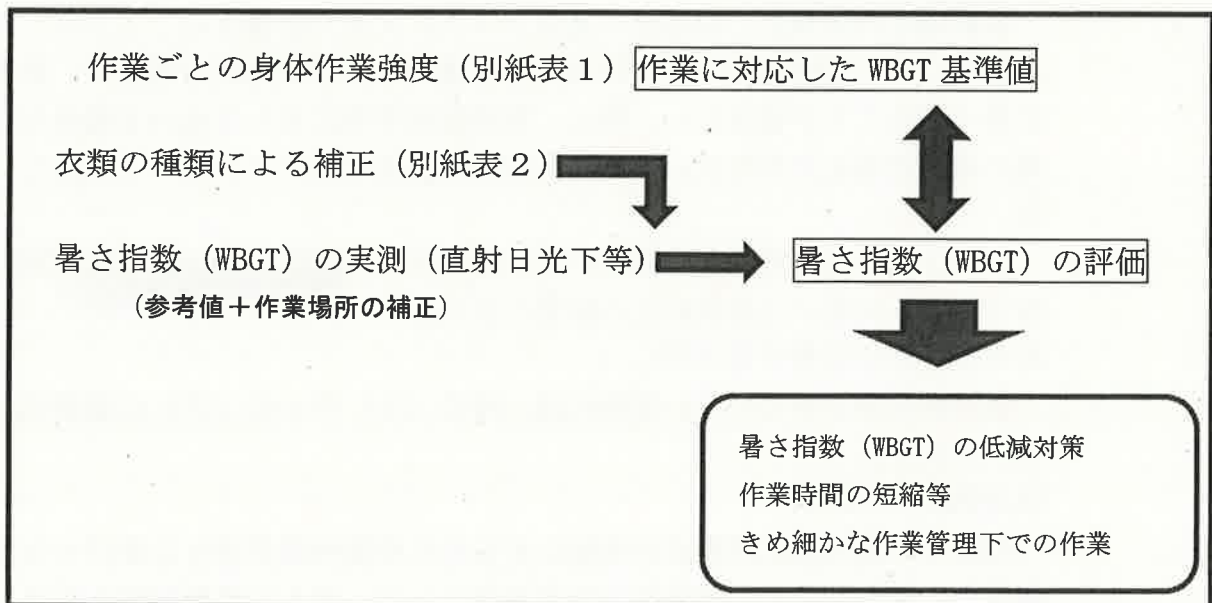 作業ごとの身体作業強度（別紙表１）作業に対応した WBGT 基準値
衣類の種類による補正（別紙表２）
暑さ指数（WBGT）の実測（直射日光下等） 暑さ指数（WBGT）の評価
（参考値＋作業場所の補正）
暑さ指数（WBGT）の低減対策
作業時間の短縮等
きめ細かな作業管理下での作業